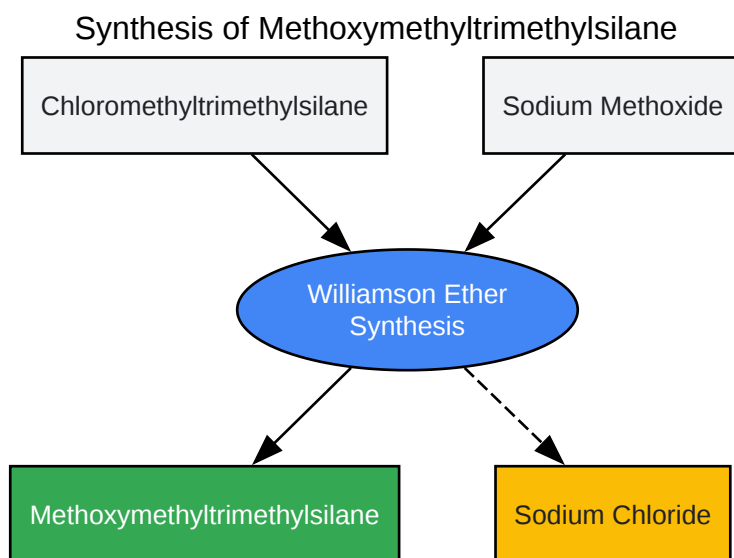 Synthesis of Methoxymethyltrimethylsilane
Chloromethyltrimethylsilane
Sodium Methoxide
Williamson Ether
Synthesis
Methoxymethyltrimethylsilane
Sodium Chloride